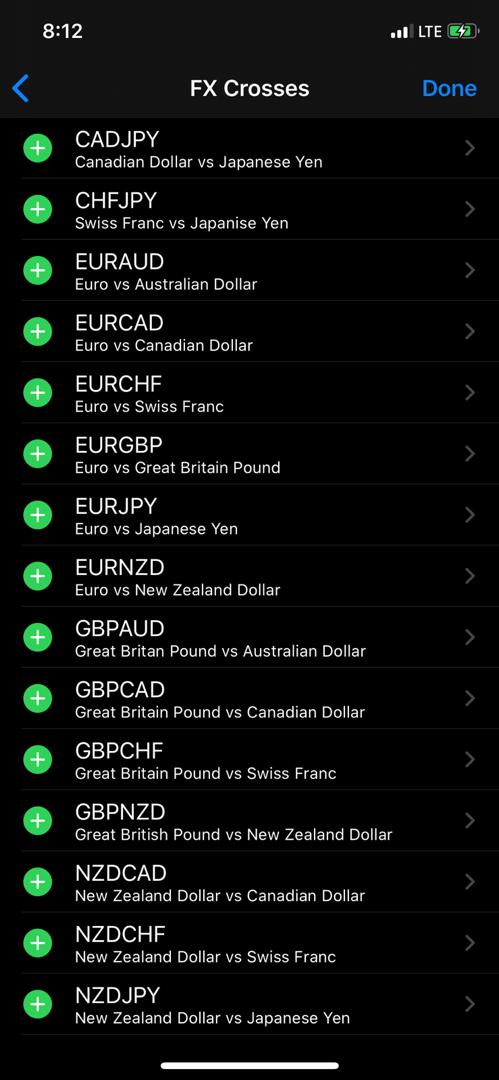 8:12
LTE
FX Crosses
Done
CADJPY
Canadian Dollar vs Japanese Yen
CHFJPY
Swiss Franc vs Japanise Yen
EURAUD
Euro vs Australian Dollar
EURCAD
Euro vs Canadian Dollar
EURCHF
Euro vs Swiss Franc
EURGBP
Euro vs Great Britain Pound
EURJPY
Euro vs Japanese Yen
EURNZD
Euro vs New Zealand Dollar
GBPAUD
Great Britan Pound vs Australian Dollar
GBPCAD
Great Britain Pound vs Canadian Dollar
GBPCHF
Great Britain Pound vs Swiss Franc
GBPNZD
Great British Pound vs New Zealand Dollar
NZDCAD
New Zealand Dollar vs Canadian Dollar
NZDCHF
New Zealand Dollar vs Swiss Franc
NZDJPY
New Zealand Dollar vs Japanese Yen